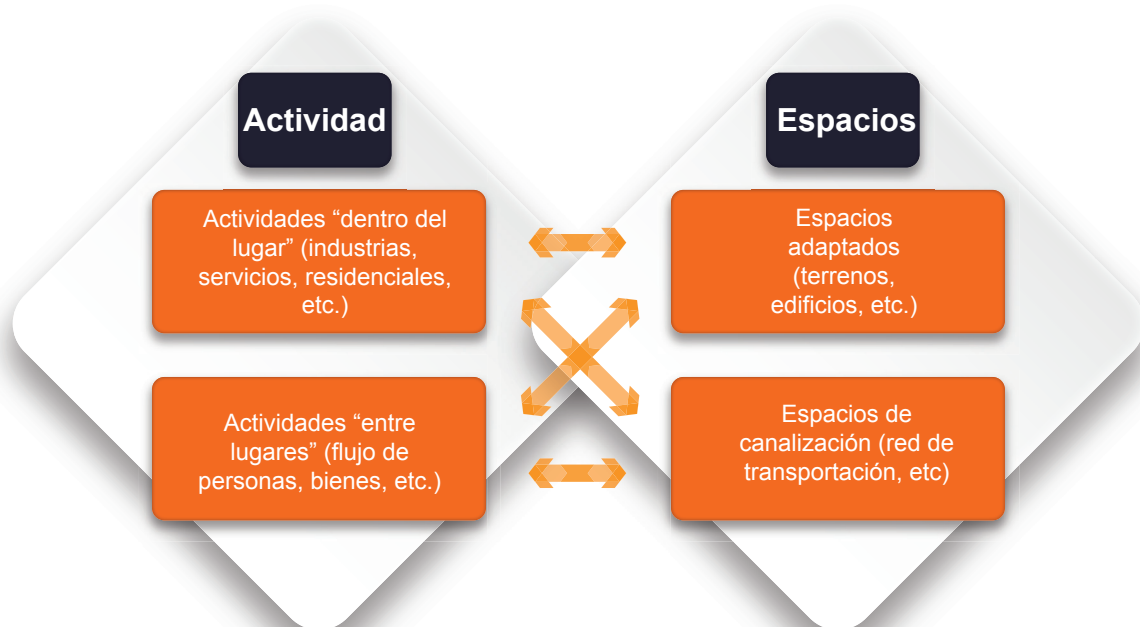 Actividad
Actividades “dentro del
lugar” (industrias,
servicios, residenciales,
etc.)
Actividades “entre
lugares” (flujo de
personas, bienes, etc.)
Espacios
Espacios
adaptados
(terrenos,
edificios, etc.)
Espacios de
canalización (red de
transportación, etc)